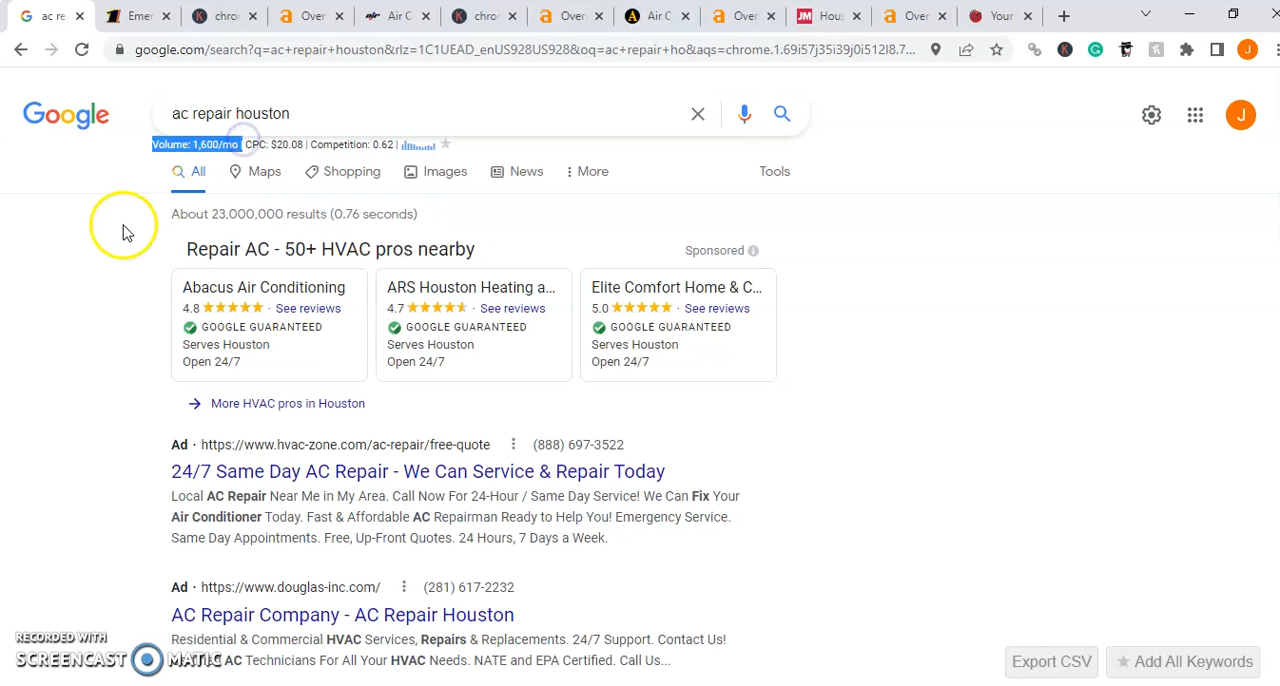 ac re
Emer
chror
Over
Air C
chror
Over
Air C
Over
JM
Hous
Over
Your
google.com/search?q=ac+repair+houston&rlz=1C1UEAD_enUS928US928&oq=ac+repair+ho&aqs=chrome.1.69i57j35i39j0i512l8.7...
J
Google
ac repair houston
J
Volume: 1,600/mo | CPC: $20.08 | Competition: 0.62 |
All
Maps
Shopping
Images
News
More
Tools
About 23,000,000 results (0.76 seconds)
Repair AC - 50+ HVAC pros nearby
Sponsored
Abacus Air Conditioning
4.8
· See reviews
GOOGLE GUARANTEED
Serves Houston
Open 24/7
ARS Houston Heating a...
4.7
· See reviews
GOOGLE GUARANTEED
Serves Houston
Open 24/7
Elite Comfort Home & C...
5.0
· See reviews
GOOGLE GUARANTEED
Serves Houston
Open 24/7
More HVAC pros in Houston
Ad · https://www.hvac-zone.com/ac-repair/free-quote
(888) 697-3522
24/7 Same Day AC Repair - We Can Service & Repair Today
Local AC Repair Near Me in My Area. Call Now For 24-Hour / Same Day Service! We Can Fix Your
Air Conditioner Today. Fast & Affordable AC Repairman Ready to Help You! Emergency Service.
Same Day Appointments. Free, Up-Front Quotes. 24 Hours, 7 Days a Week.
Ad · https://www.douglas-inc.com/
(281) 617-2232
AC Repair Company - AC Repair Houston
Residential & Commercial HVAC Services, Repairs & Replacements. 24/7 Support. Contact Us!
AC Technicians For All Your HVAC Needs. NATE and EPA Certified. Call Us...
RECORDED WITH
SCREENCAST MATIC
Export CSV
Add All Keywords